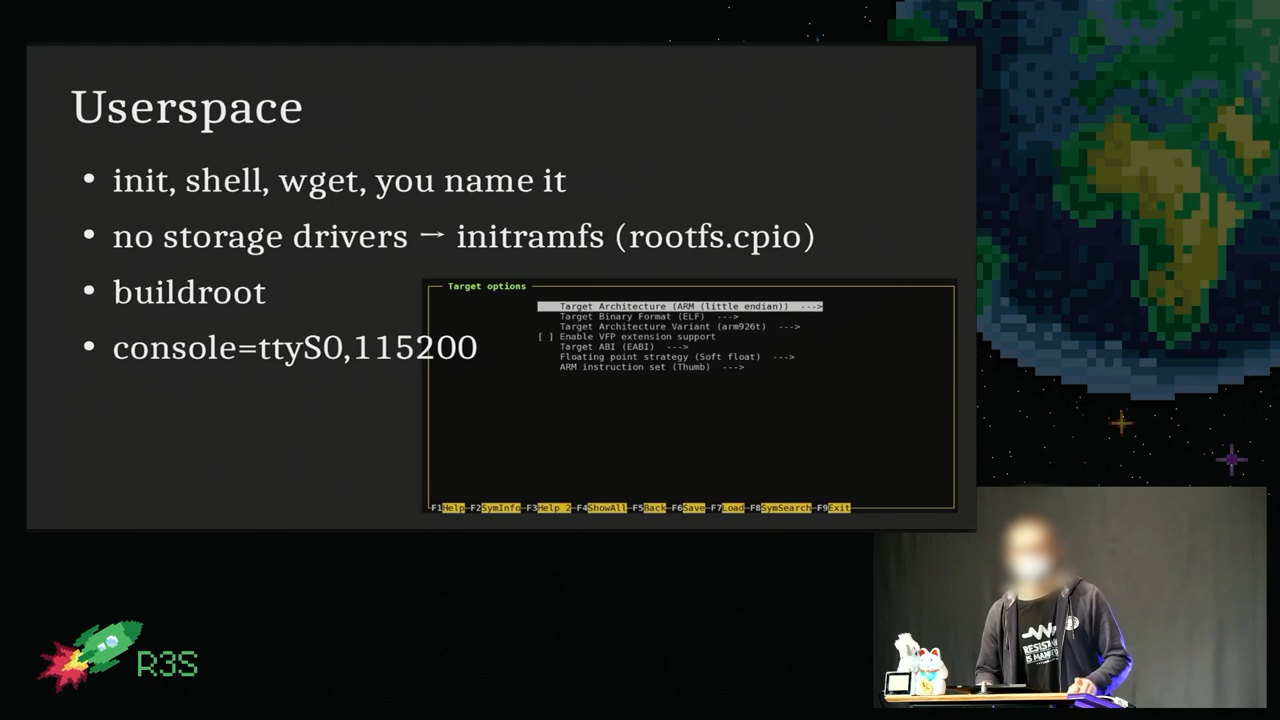 Userspace
• init, shell, wget, you name it
• no storage drivers → initramfs (rootfs.cpio)
• buildroot
• console=ttyS0,115200
Target options
Target Architecture (ARM (little endian)) --->
Target Binary Format (ELF) --->
Target Architecture Variant (arm926t) --->
[ ] Enable VFP extension support
Target ABI (EABI) --->
Floating point strategy (Soft float) --->
ARM instruction set (Thumb) --->
F1Help F2SymInfo F3Help 2 F4ShowAll F5Back F6Save F7Load F8SymSearch F9Exit
R3S